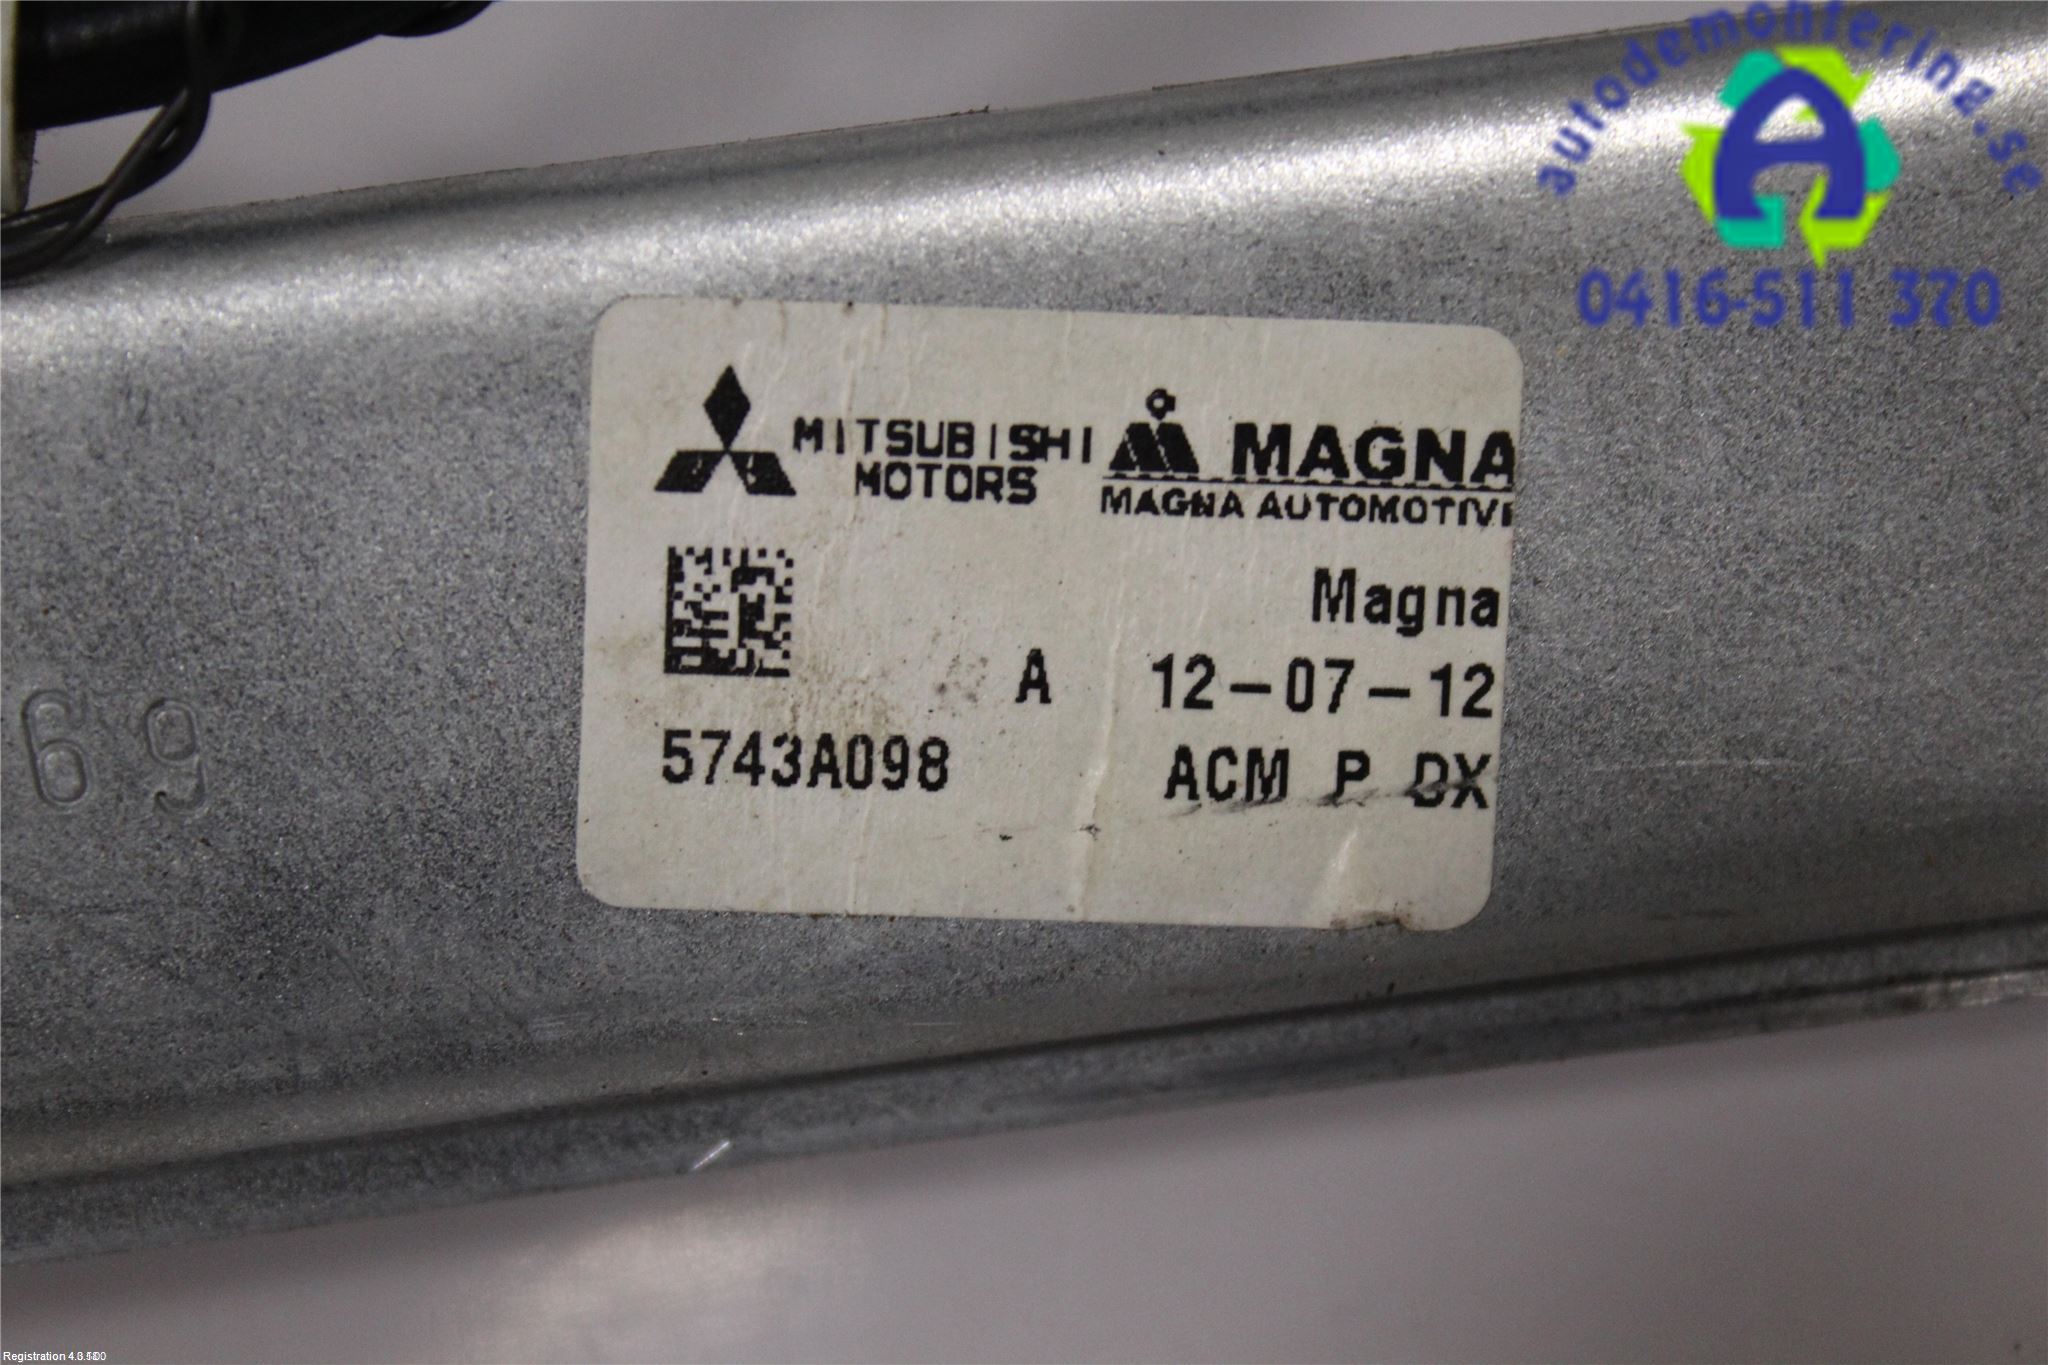 autodemontering.se
A
0416-511 370
MITSUBISHI
MOTORS
MAGNA
MAGNA AUTOMOTIVE
Magna
A 12-07-12
5743A098 ACM P DX
69